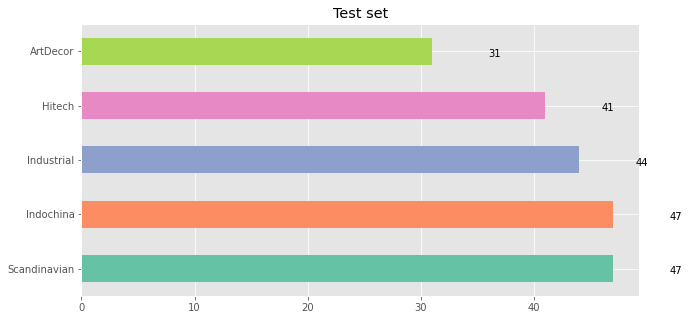 Test set
ArtDecor 31
Hitech 41
Industrial 44
Indochina 47
Scandinavian 47
0 10 20 30 40